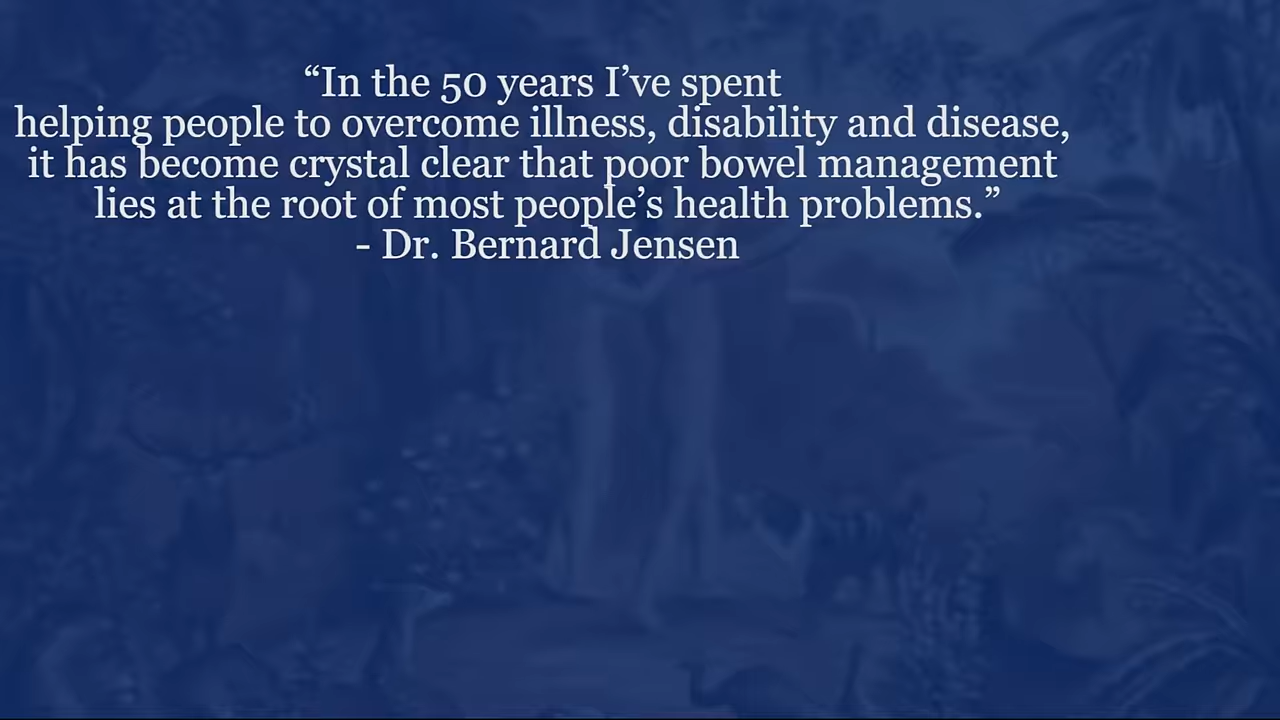 “In the 50 years I’ve spent
helping people to overcome illness, disability and disease,
it has become crystal clear that poor bowel management
lies at the root of most people’s health problems.”
- Dr. Bernard Jensen